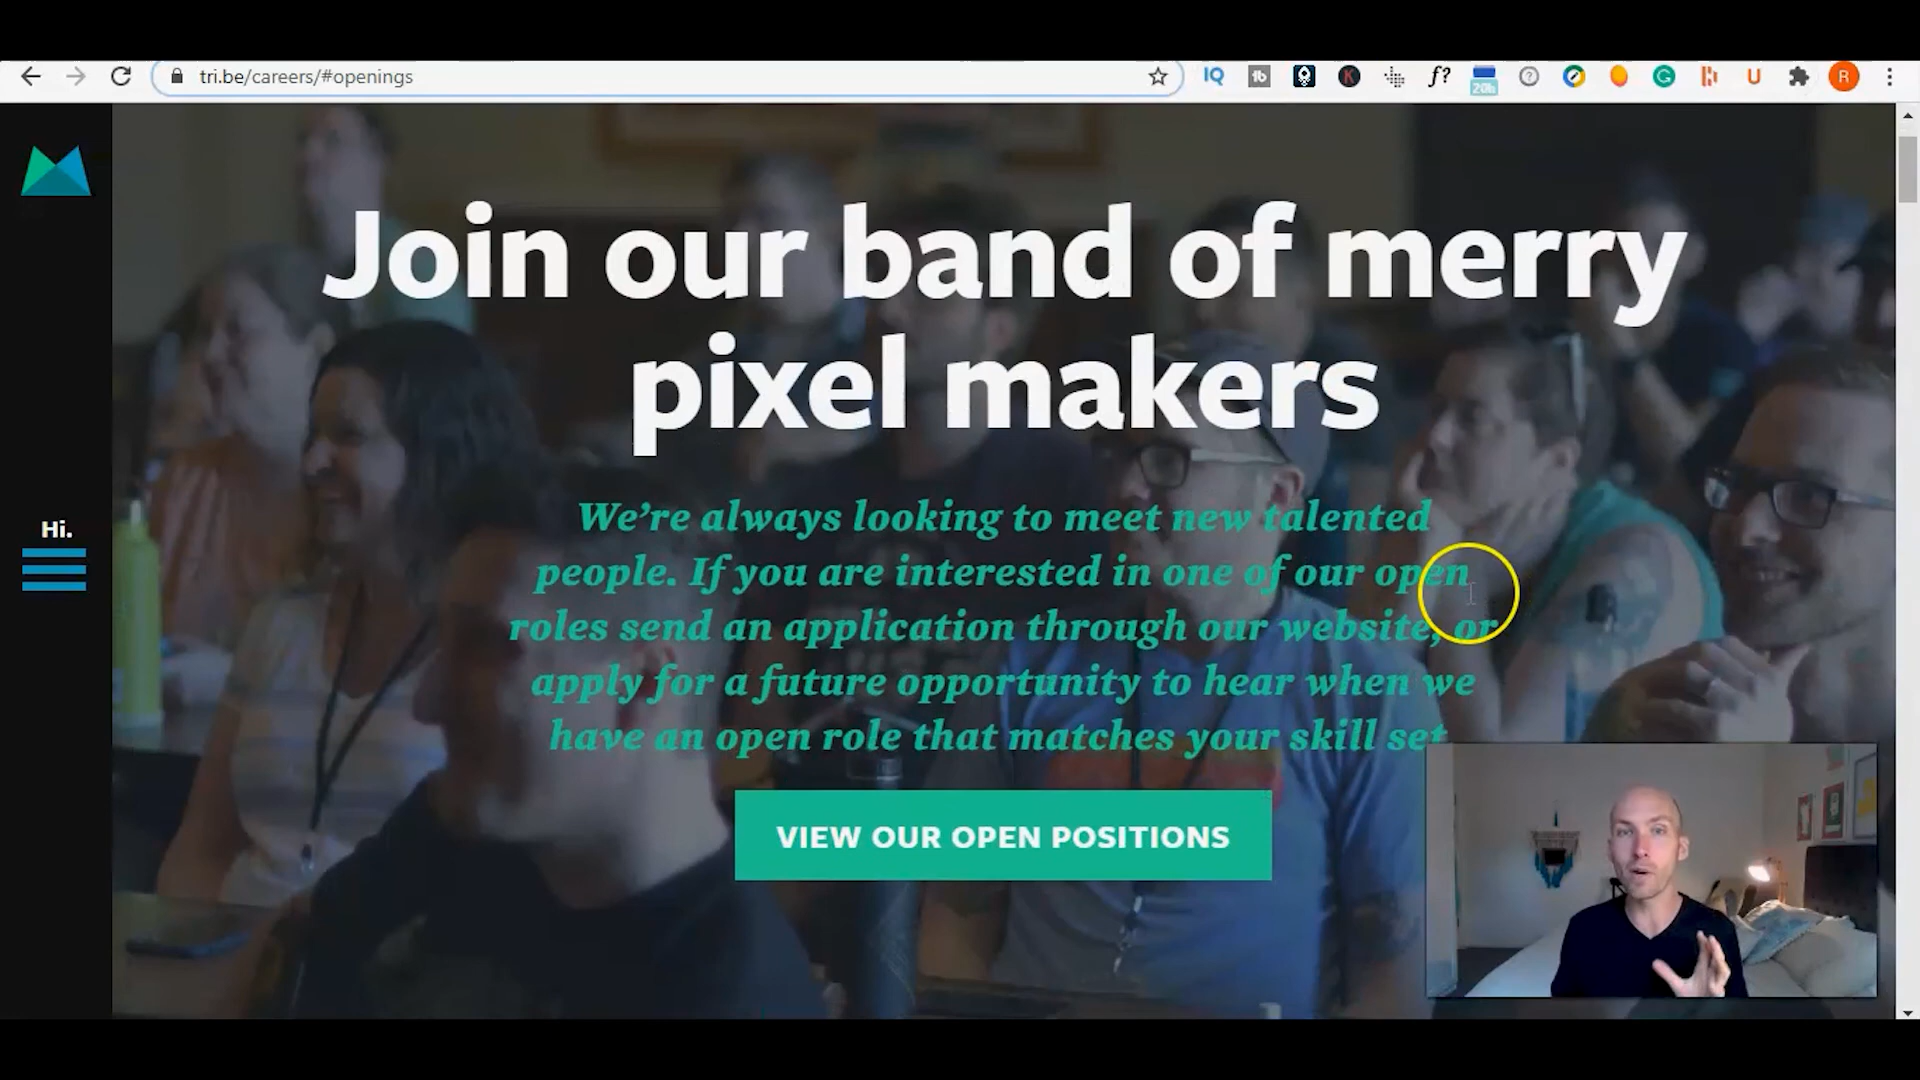 tri.be/careers/#openings
IQ
tb
K
f?
20h
?
G
U
R
Join our band of merry
pixel makers
Hi.
We're always looking to meet new talented
people. If you are interested in one of our open
roles send an application through our website, or
apply for a future opportunity to hear when we
have an open role that matches your skill set
VIEW OUR OPEN POSITIONS